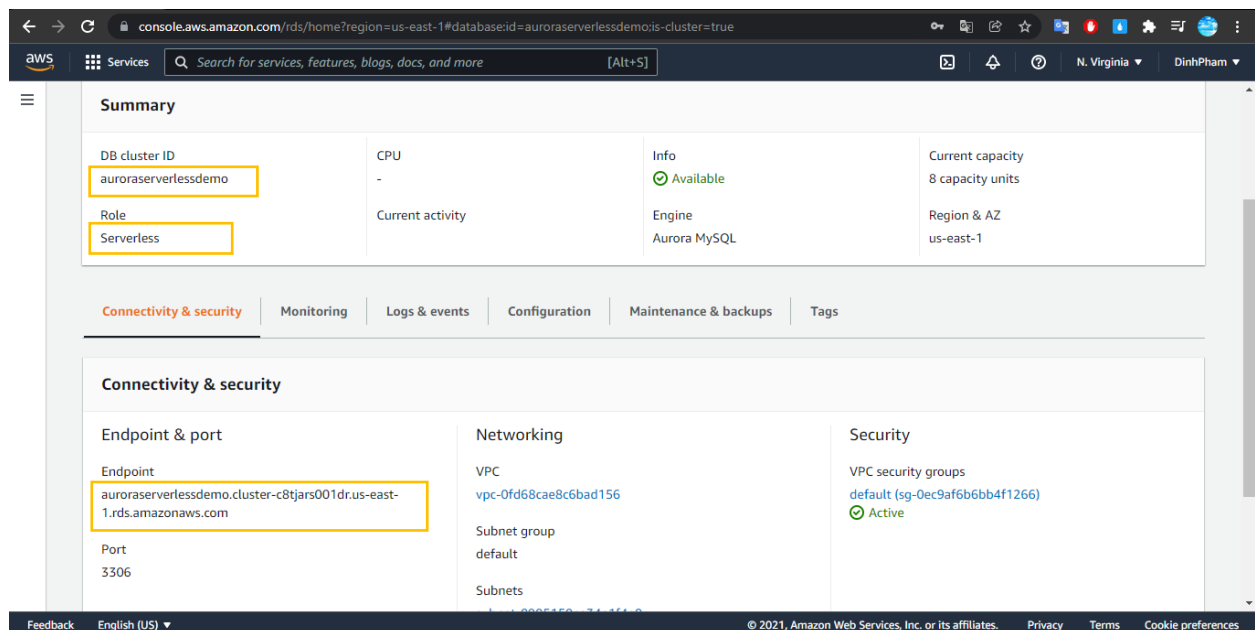 console.aws.amazon.com/rds/home?region=us-east-1#database:id=auroraserverlessdemo;is-cluster=true
aws
Services
Search for services, features, blogs, docs, and more
[Alt+S]
N. Virginia ▼
DinhPham ▼
Summary
DB cluster ID
auroraserverlessdemo
CPU
-
Info
Available
Current capacity
8 capacity units
Role
Serverless
Current activity
Engine
Aurora MySQL
Region & AZ
us-east-1
Connectivity & security
Monitoring
Logs & events
Configuration
Maintenance & backups
Tags
Connectivity & security
Endpoint & port
Endpoint
auroraserverlessdemo.cluster-c8tjars001dr.us-east-
1.rds.amazonaws.com
Port
3306
Networking
VPC
vpc-0fd68cae8c6bad156
Subnet group
default
Subnets
Security
VPC security groups
default (sg-0ec9af6b6bb4f1266)
Active
Feedback
English (US) ▼
© 2021, Amazon Web Services, Inc. or its affiliates.
Privacy
Terms
Cookie preferences